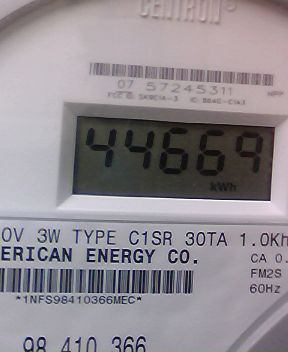 CENTRON
07 57245311
44669
kWh
0V 3W TYPE C1SR 30TA 1.0Kh
ERICAN ENERGY CO.
CA 0.
FM2S
60Hz
*1NFS98410366MEC*
98 410 366